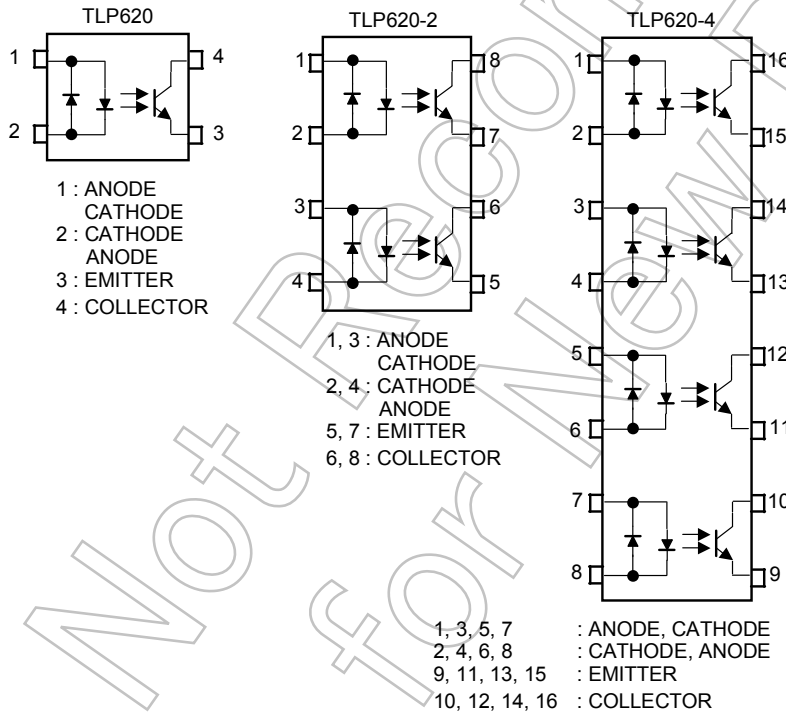 TLP620
1
4
2
3
1 : ANODE
CATHODE
2 : CATHODE
ANODE
3 : EMITTER
4 : COLLECTOR
TLP620-2
1
8
2
7
3
6
4
5
1, 3 : ANODE
CATHODE
2, 4 : CATHODE
ANODE
5, 7 : EMITTER
6, 8 : COLLECTOR
TLP620-4
1
16
2
15
3
14
4
13
5
12
6
11
7
10
8
9
1, 3, 5, 7 : ANODE, CATHODE
2, 4, 6, 8 : CATHODE, ANODE
9, 11, 13, 15 : EMITTER
10, 12, 14, 16 : COLLECTOR
Not Recom
for New